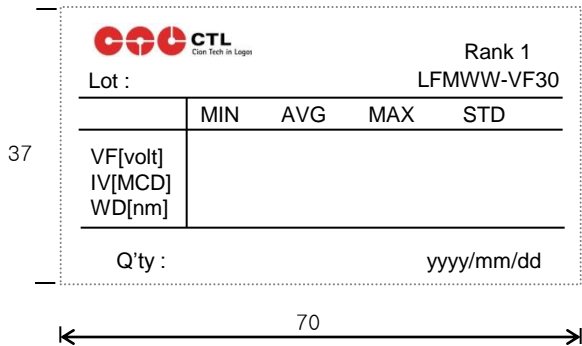 CTL
Cion Tech in Logos
Rank 1
Lot :
LFMWW-VF30
MIN AVG MAX STD
37
VF[volt]
IV[MCD]
WD[nm]
Q'ty :
yyyy/mm/dd
70